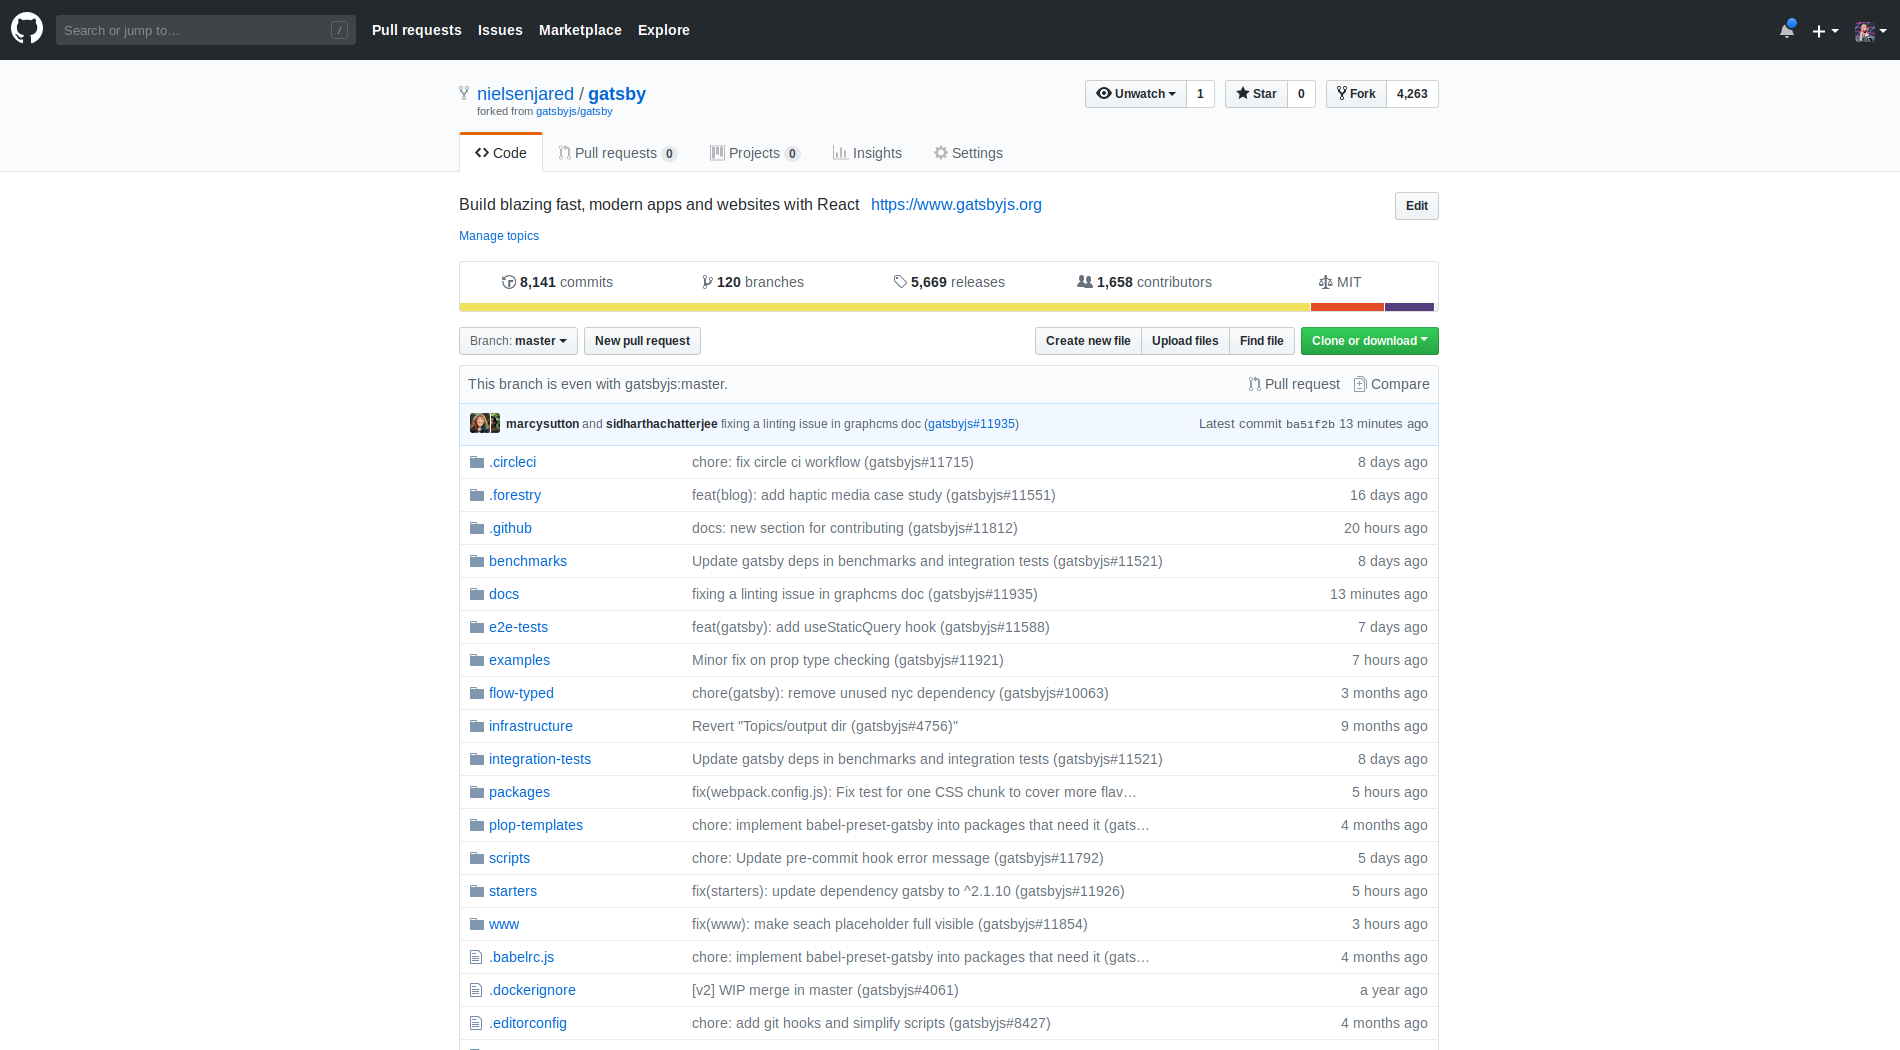 Search or jump to… /
Pull requests Issues Marketplace Explore
nielsenjared / gatsby
forked from gatsbyjs/gatsby
Unwatch 1 Star 0 Fork 4,263
Code Pull requests 0 Projects 0 Insights Settings
Build blazing fast, modern apps and websites with React https://www.gatsbyjs.org
Edit
Manage topics
8,141 commits 120 branches 5,669 releases 1,658 contributors MIT
Branch: master New pull request Create new file Upload files Find file Clone or download
This branch is even with gatsbyjs:master. Pull request Compare
marcysutton and sidharthachatterjee fixing a linting issue in graphcms doc (gatsbyjs#11935) Latest commit ba51f2b 13 minutes ago
.circleci chore: fix circle ci workflow (gatsbyjs#11715) 8 days ago
.forestry feat(blog): add haptic media case study (gatsbyjs#11551) 16 days ago
.github docs: new section for contributing (gatsbyjs#11812) 20 hours ago
benchmarks Update gatsby deps in benchmarks and integration tests (gatsbyjs#11521) 8 days ago
docs fixing a linting issue in graphcms doc (gatsbyjs#11935) 13 minutes ago
e2e-tests feat(gatsby): add useStaticQuery hook (gatsbyjs#11588) 7 days ago
examples Minor fix on prop type checking (gatsbyjs#11921) 7 hours ago
flow-typed chore(gatsby): remove unused nyc dependency (gatsbyjs#10063) 3 months ago
infrastructure Revert "Topics/output dir (gatsbyjs#4756)" 9 months ago
integration-tests Update gatsby deps in benchmarks and integration tests (gatsbyjs#11521) 8 days ago
packages fix(webpack.config.js): Fix test for one CSS chunk to cover more flav… 5 hours ago
plop-templates chore: implement babel-preset-gatsby into packages that need it (gats… 4 months ago
scripts chore: Update pre-commit hook error message (gatsbyjs#11792) 5 days ago
starters fix(starters): update dependency gatsby to ^2.1.10 (gatsbyjs#11926) 5 hours ago
www fix(www): make seach placeholder full visible (gatsbyjs#11854) 3 hours ago
.babelrc.js chore: implement babel-preset-gatsby into packages that need it (gats… 4 months ago
.dockerignore [v2] WIP merge in master (gatsbyjs#4061) a year ago
.editorconfig chore: add git hooks and simplify scripts (gatsbyjs#8427) 4 months ago